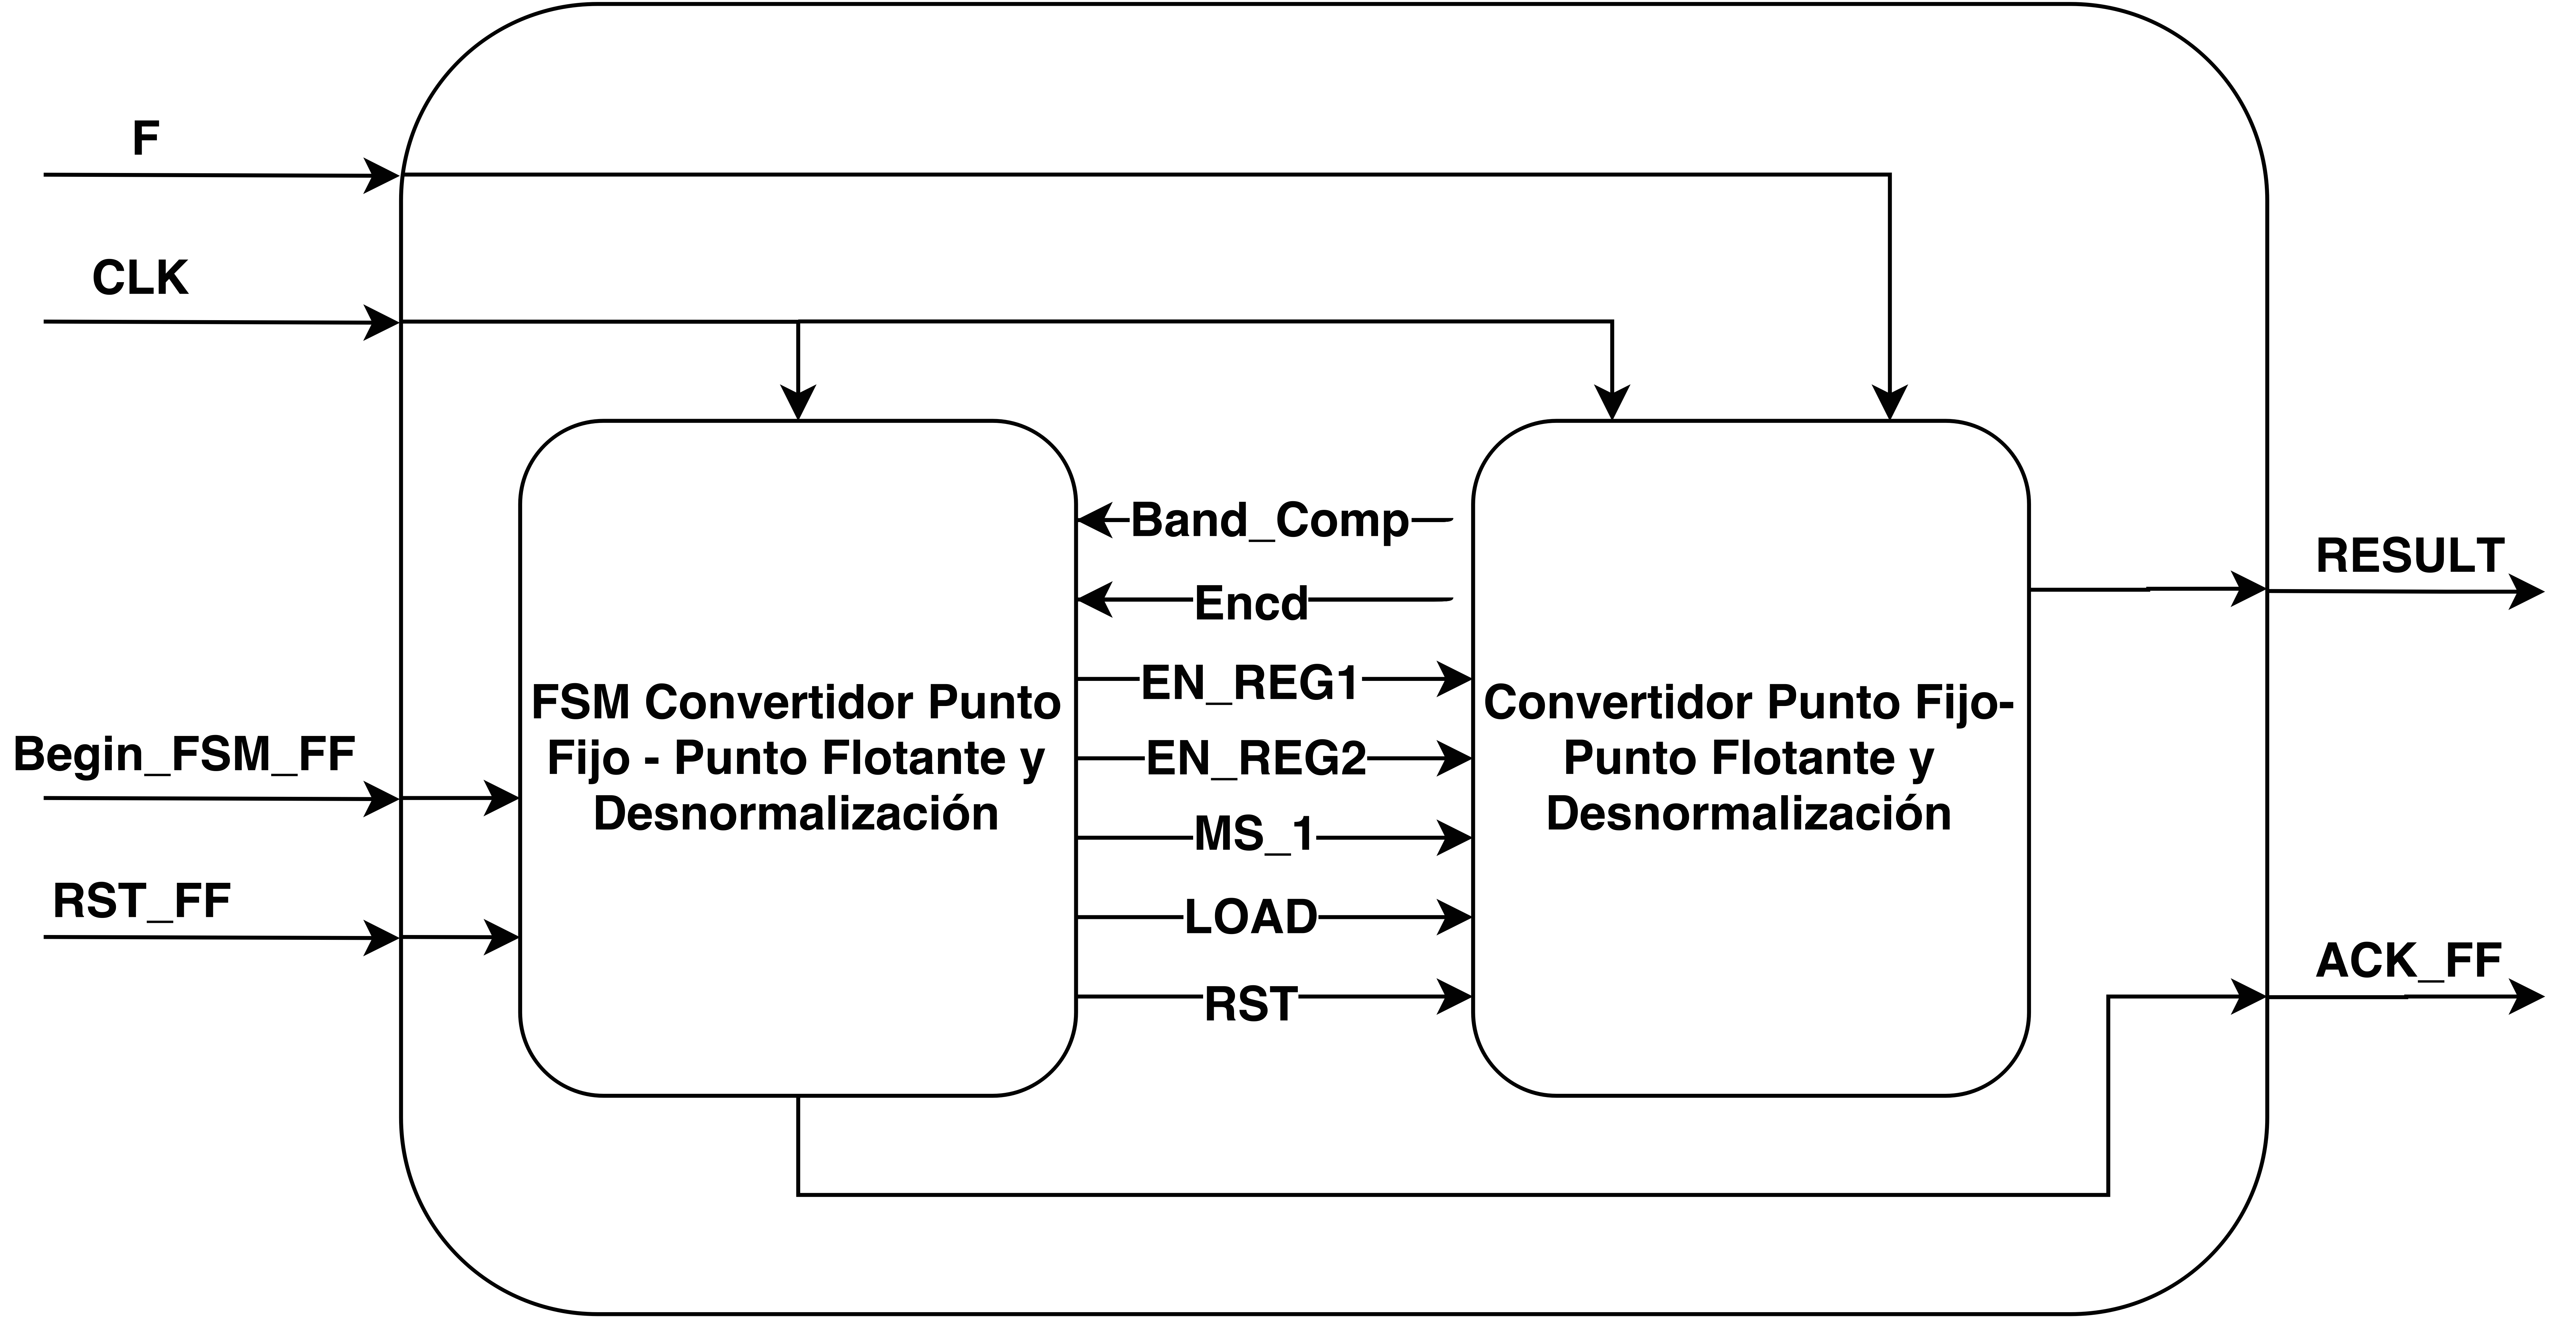 F
CLK
Begin_FSM_FF
RST_FF
FSM Convertidor Punto
Fijo - Punto Flotante y
Desnormalización
Band_Comp
Encd
EN_REG1
EN_REG2
MS_1
LOAD
RST
Convertidor Punto Fijo-
Punto Flotante y
Desnormalización
RESULT
ACK_FF